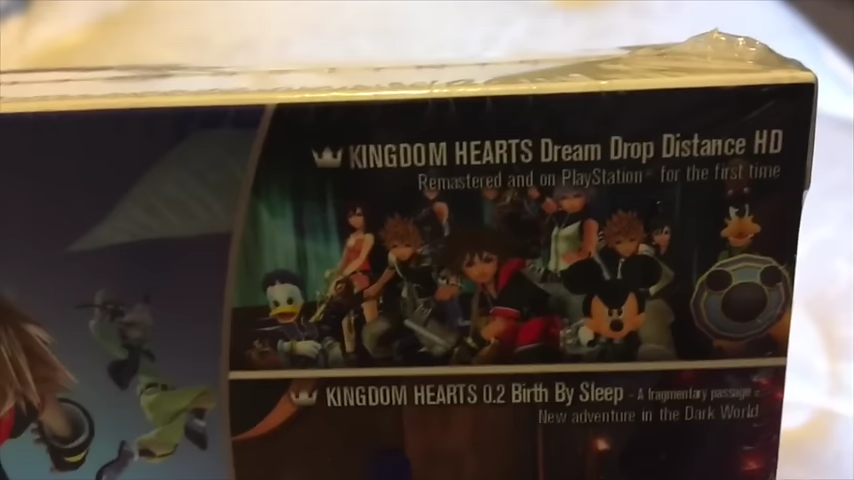 KINGDOM HEARTS Dream Drop Distance HD
Remastered and on PlayStation® for the first time
KINGDOM HEARTS 0.2 Birth By Sleep - A fragmentary passage -
New adventure in the Dark World